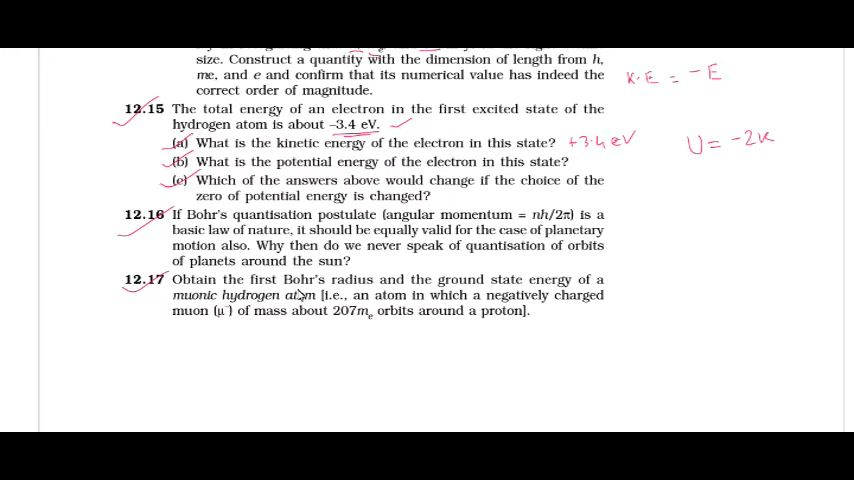 size. Construct a quantity with the dimension of length from h,
me, and e and confirm that its numerical value has indeed the
correct order of magnitude.
K.E = -E
12.15 The total energy of an electron in the first excited state of the
hydrogen atom is about –3.4 eV.
(a) What is the kinetic energy of the electron in this state? +3.4 eV
U = -2K
(b) What is the potential energy of the electron in this state?
(c) Which of the answers above would change if the choice of the
zero of potential energy is changed?
12.16 If Bohr's quantisation postulate (angular momentum = nh/2π) is a
basic law of nature, it should be equally valid for the case of planetary
motion also. Why then do we never speak of quantisation of orbits
of planets around the sun?
12.17 Obtain the first Bohr's radius and the ground state energy of a
muonic hydrogen atom [i.e., an atom in which a negatively charged
muon (μ⁻) of mass about 207mₑ orbits around a proton].